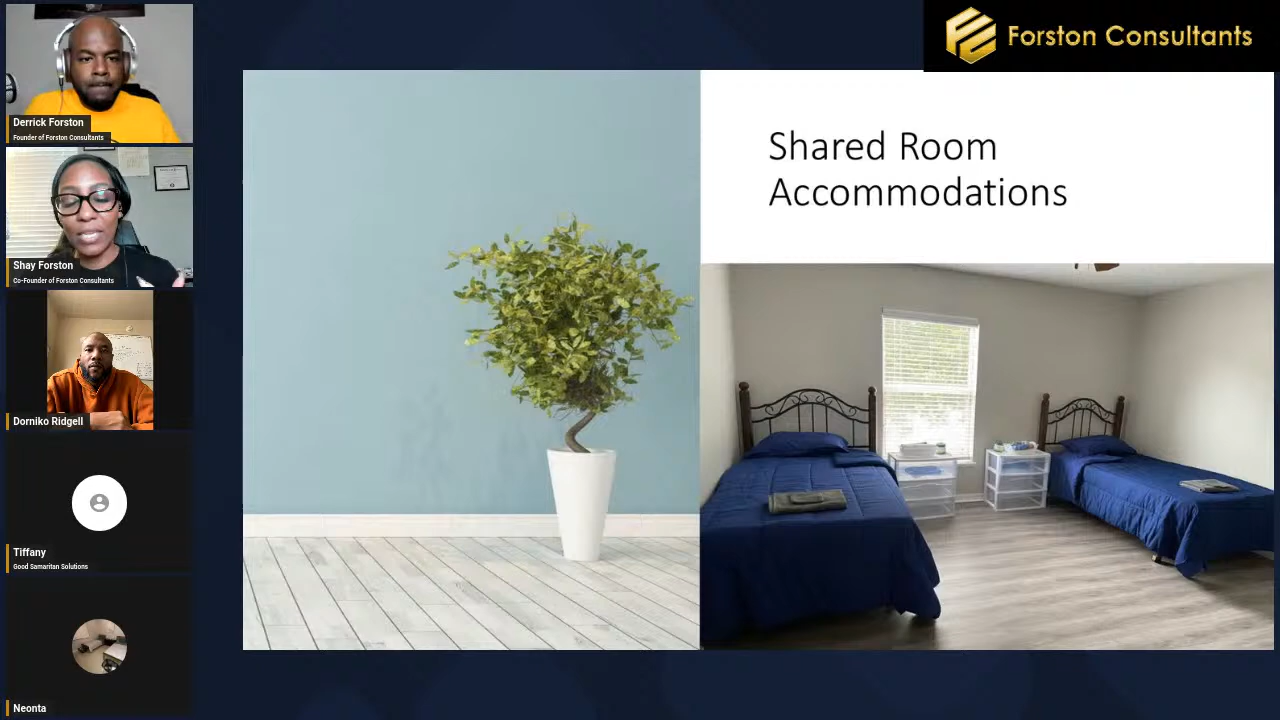 Forston Consultants
Derrick Forston
Founder of Forston Consultants
Shay Forston
Co-Founder of Forston Consultants
Dorniko Ridgell
Tiffany
Good Samaritan Solutions
Neonta
Shared Room
Accommodations